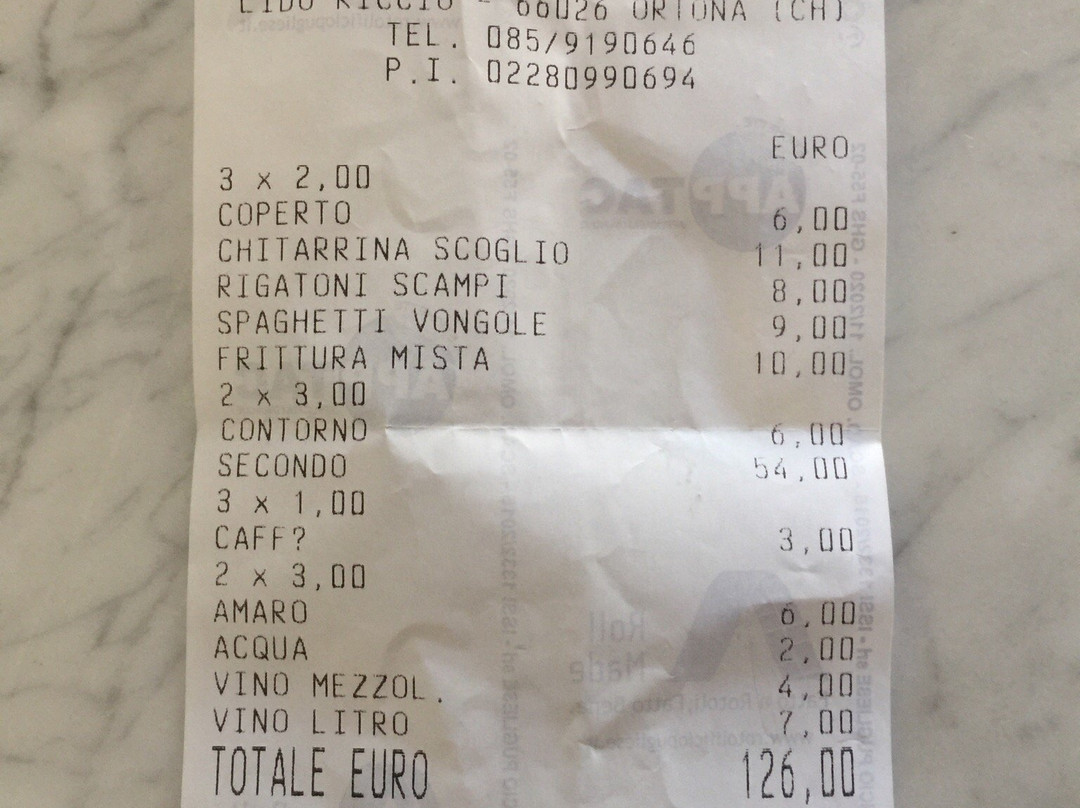 LIDO RICCIO - 66026 ORTONA (CH)
TEL. 085/9190646
P.I. 02280990694
EURO
3 x 2,00
COPERTO 6,00
CHITARRINA SCOGLIO 11,00
RIGATONI SCAMPI 8,00
SPAGHETTI VONGOLE 9,00
FRITTURA MISTA 10,00
2 x 3,00
CONTORNO 6,00
SECONDO 54,00
3 x 1,00
CAFF? 3,00
2 x 3,00
AMARO 6,00
ACQUA 2,00
VINO MEZZOL. 4,00
VINO LITRO 7,00
TOTALE EURO 126,00